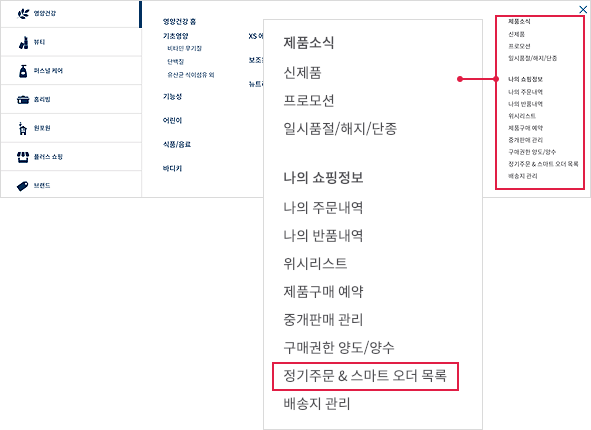 영양건강
뷰티
퍼스널 케어
홈리빙
원포원
플러스 쇼핑
브랜드
영양건강 홈
기초영양
비타민 무기질
단백질
유산균 식이섬유 외
기능성
어린이
식품/음료
바디키
XS 에
보조
뉴트
제품소식
신제품
프로모션
일시품절/해지/단종
나의 쇼핑정보
나의 주문내역
나의 반품내역
위시리스트
제품구매 예약
중개판매 관리
구매권한 양도/양수
정기주문 & 스마트 오더 목록
배송지 관리
제품소식
신제품
프로모션
일시품절/해지/단종
나의 쇼핑정보
나의 주문내역
나의 반품내역
위시리스트
제품구매 예약
중개판매 관리
구매권한 양도/양수
정기주문 & 스마트 오더 목록
배송지 관리